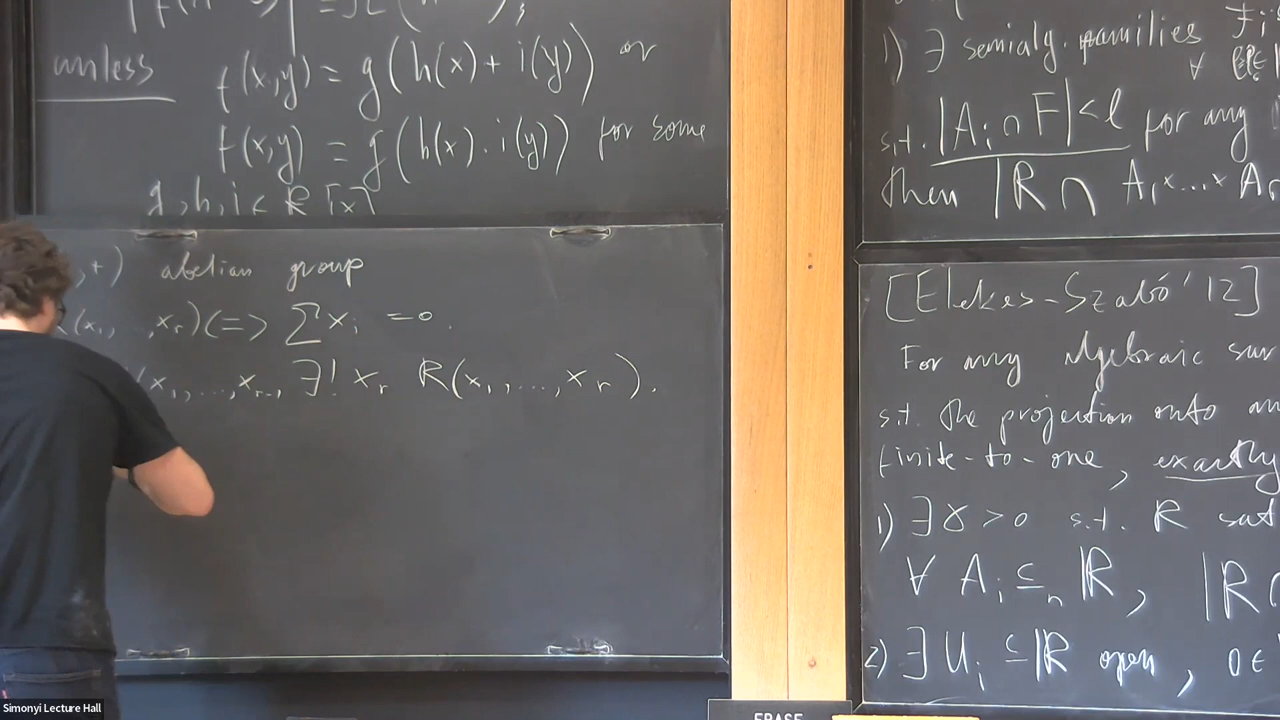 unless f(x,y) = g(h(x) + i(y)) or
f(x,y) = g(h(x) · i(y)) for some
g, h, i ∈ R[x]
,+) abelian group
(x₁, ,xᵣ) <=> ∑xᵢ = 0.
x₁,...,xᵣ₋₁ ∃! xᵣ R(x₁,...,xᵣ).
1) ∃ semialg. families
s.t. |Aᵢ ∩ F| < ℓ for any
then |R ∩ A₁×...×
[Elekes-Szabó '12]
For any algebraic sur
s.t. the projection onto an
finite-to-one, exactly
1) ∃γ > 0 s.t. R sat
∀ Aᵢ ⊆ₙ ℝ, |R ∩
2) ∃ Uᵢ ⊆ ℝ open, 0 ∈
Simonyi Lecture Hall
ERASE